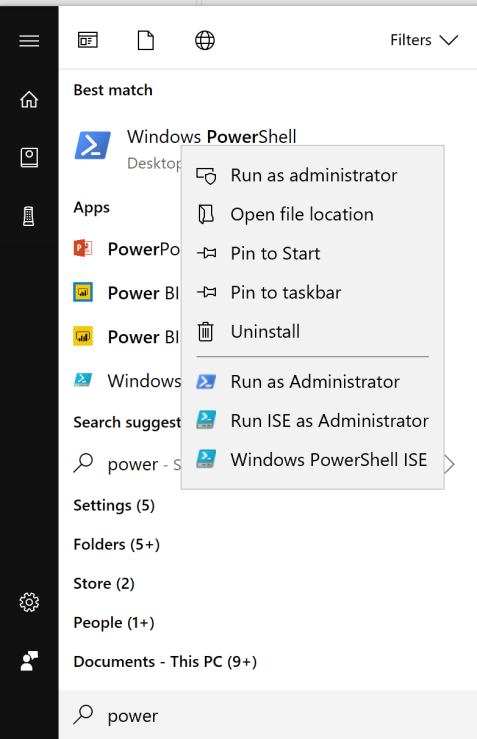 Filters
Best match
Windows PowerShell
Desktop
Run as administrator
Apps
Open file location
PowerPo
Pin to Start
Power BI
Pin to taskbar
Power BI
Uninstall
Windows
Run as Administrator
Search suggest
Run ISE as Administrator
power - S
Windows PowerShell ISE
Settings (5)
Folders (5+)
Store (2)
People (1+)
Documents - This PC (9+)
power